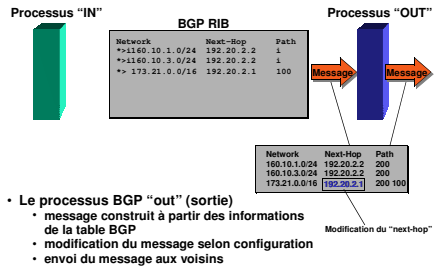 Processus “IN”
Processus “OUT”
BGP RIB
Network Next-Hop Path
*>i160.10.1.0/24 192.20.2.2 i
*>i160.10.3.0/24 192.20.2.2 i
*> 173.21.0.0/16 192.20.2.1 100
Message
Message
Network Next-Hop Path
160.10.1.0/24 192.20.2.2 200
160.10.3.0/24 192.20.2.2 200
173.21.0.0/16 192.20.2.1 200 100
Modification du “next-hop”
• Le processus BGP “out” (sortie)
• message construit à partir des informations
de la table BGP
• modification du message selon configuration
• envoi du message aux voisins